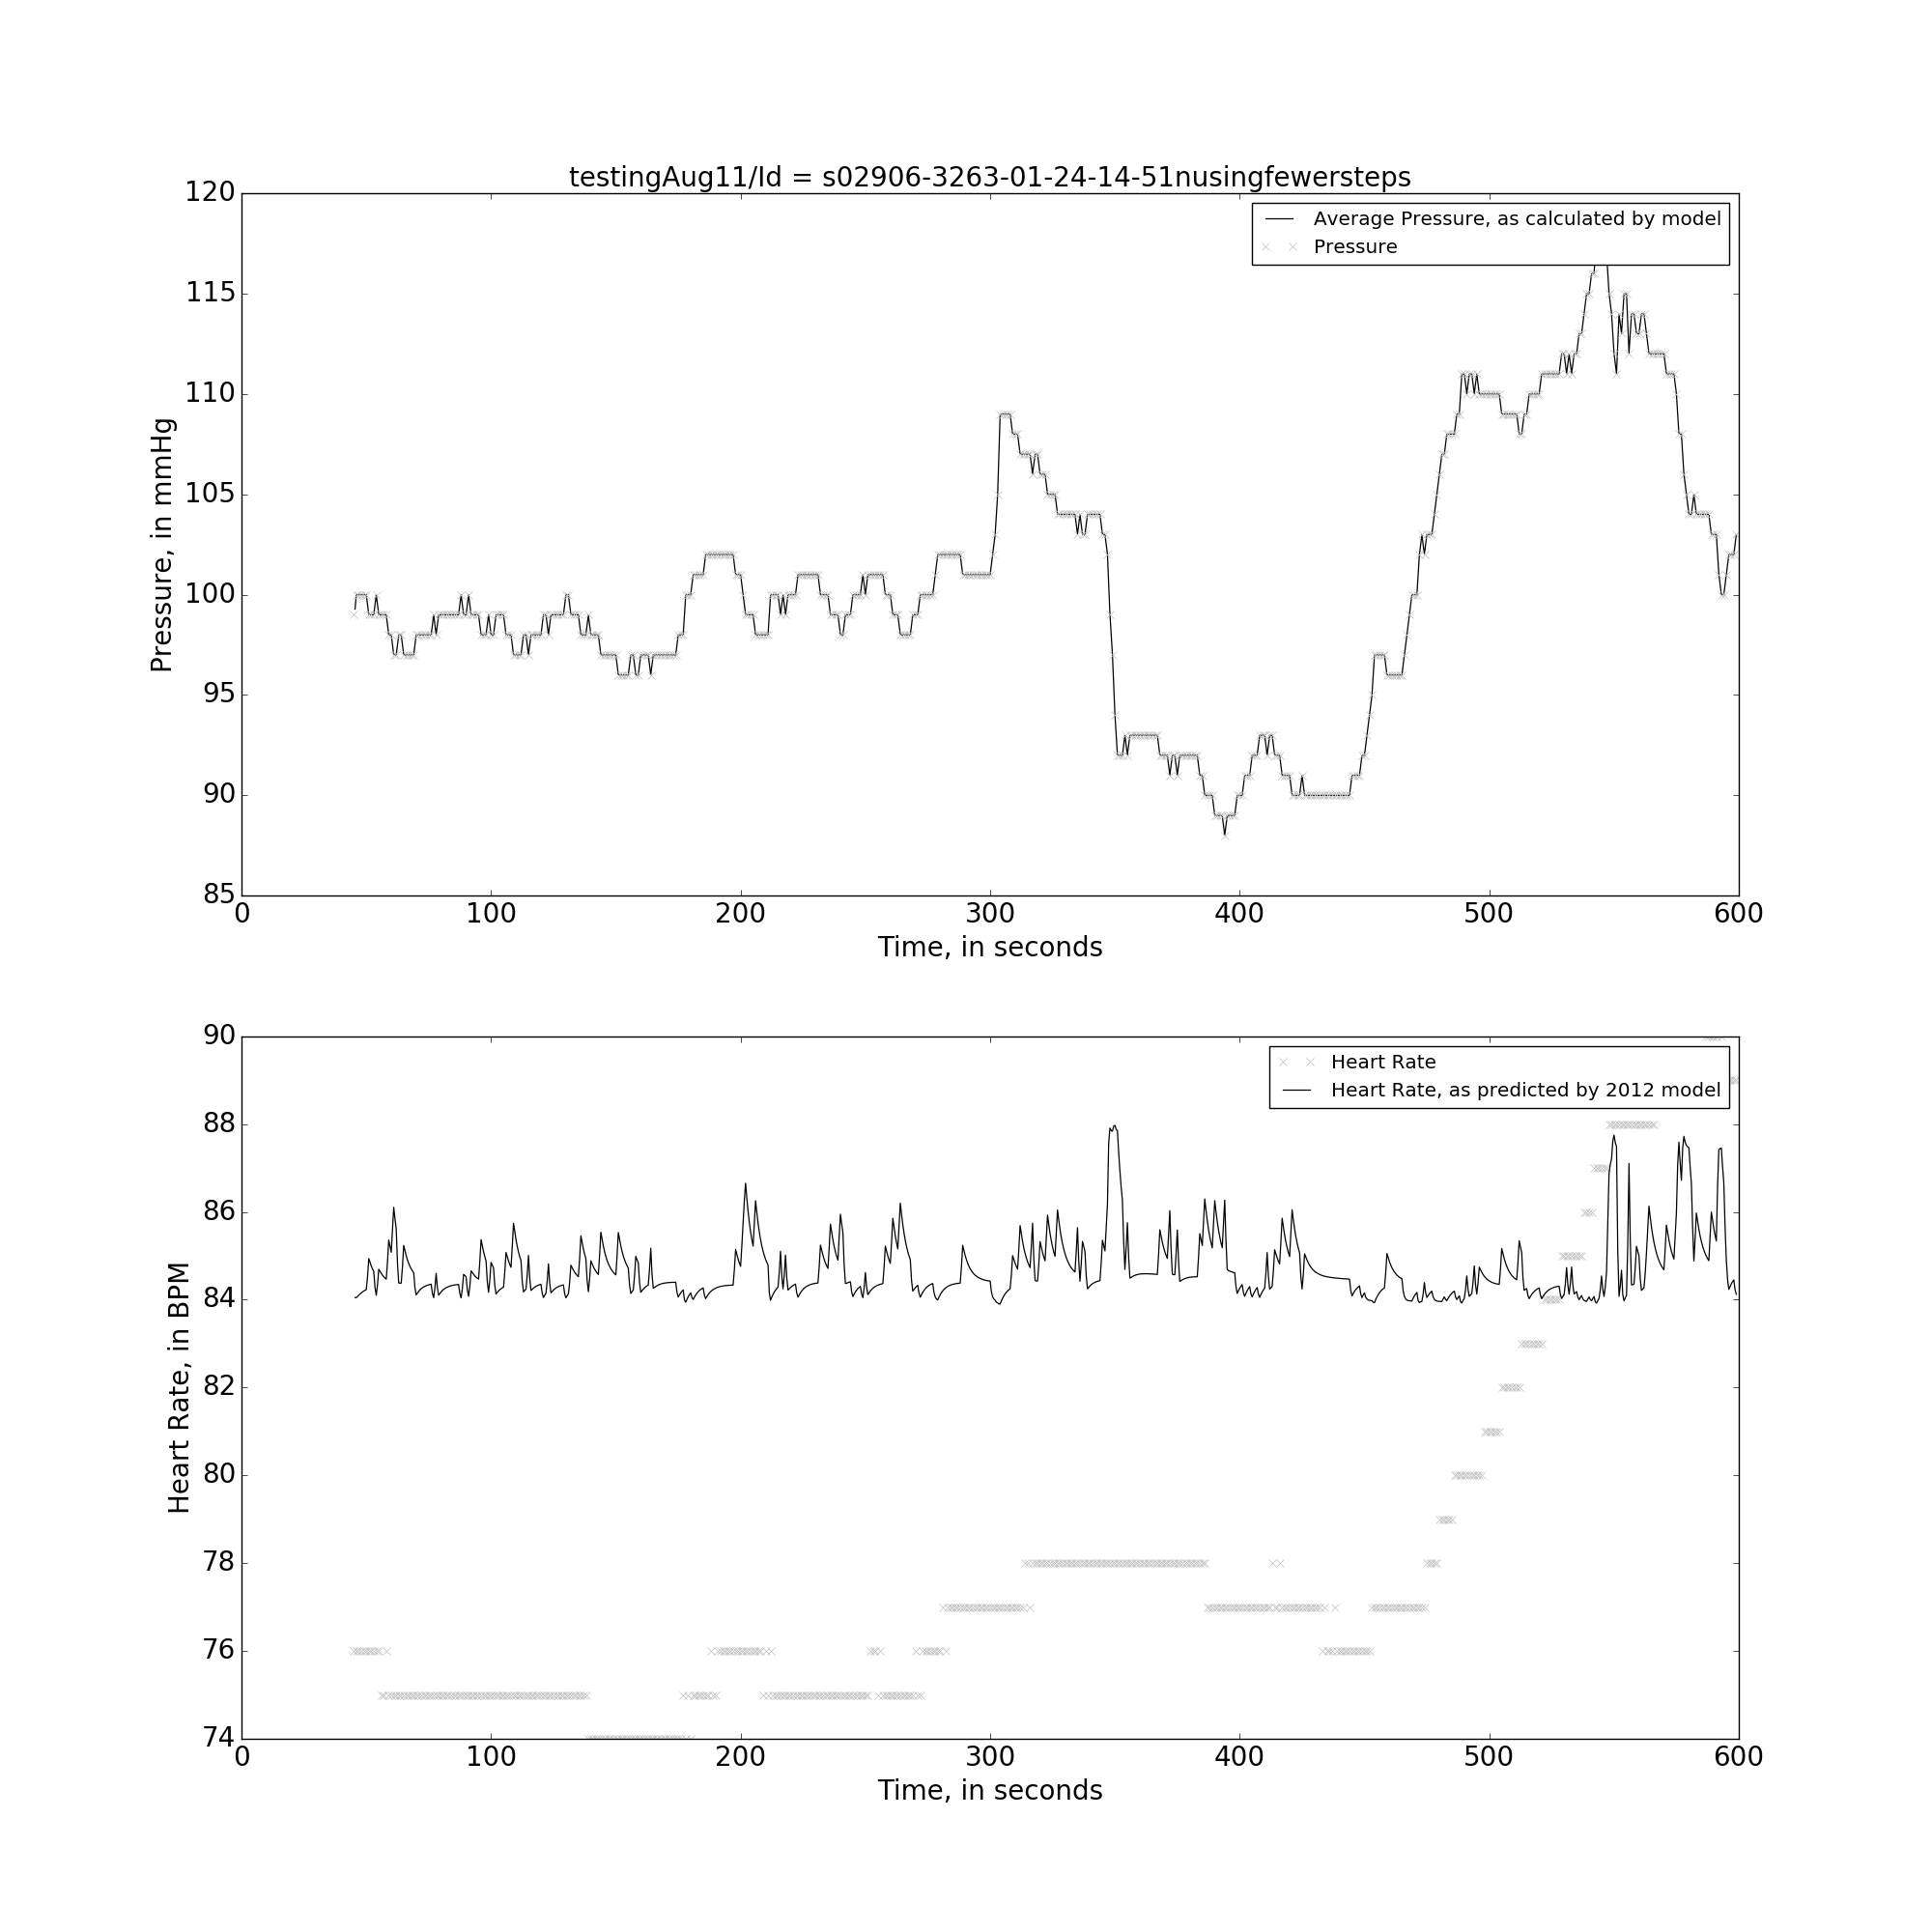 testingAug11/Id = s02906-3263-01-24-14-51nusingfewersteps
120
115
110
105
100
95
90
85
Pressure, in mmHg
Average Pressure, as calculated by model
Pressure
0 100 200 300 400 500 600
Time, in seconds
90
88
86
84
82
80
78
76
74
Heart Rate, in BPM
Heart Rate
Heart Rate, as predicted by 2012 model
0 100 200 300 400 500 600
Time, in seconds